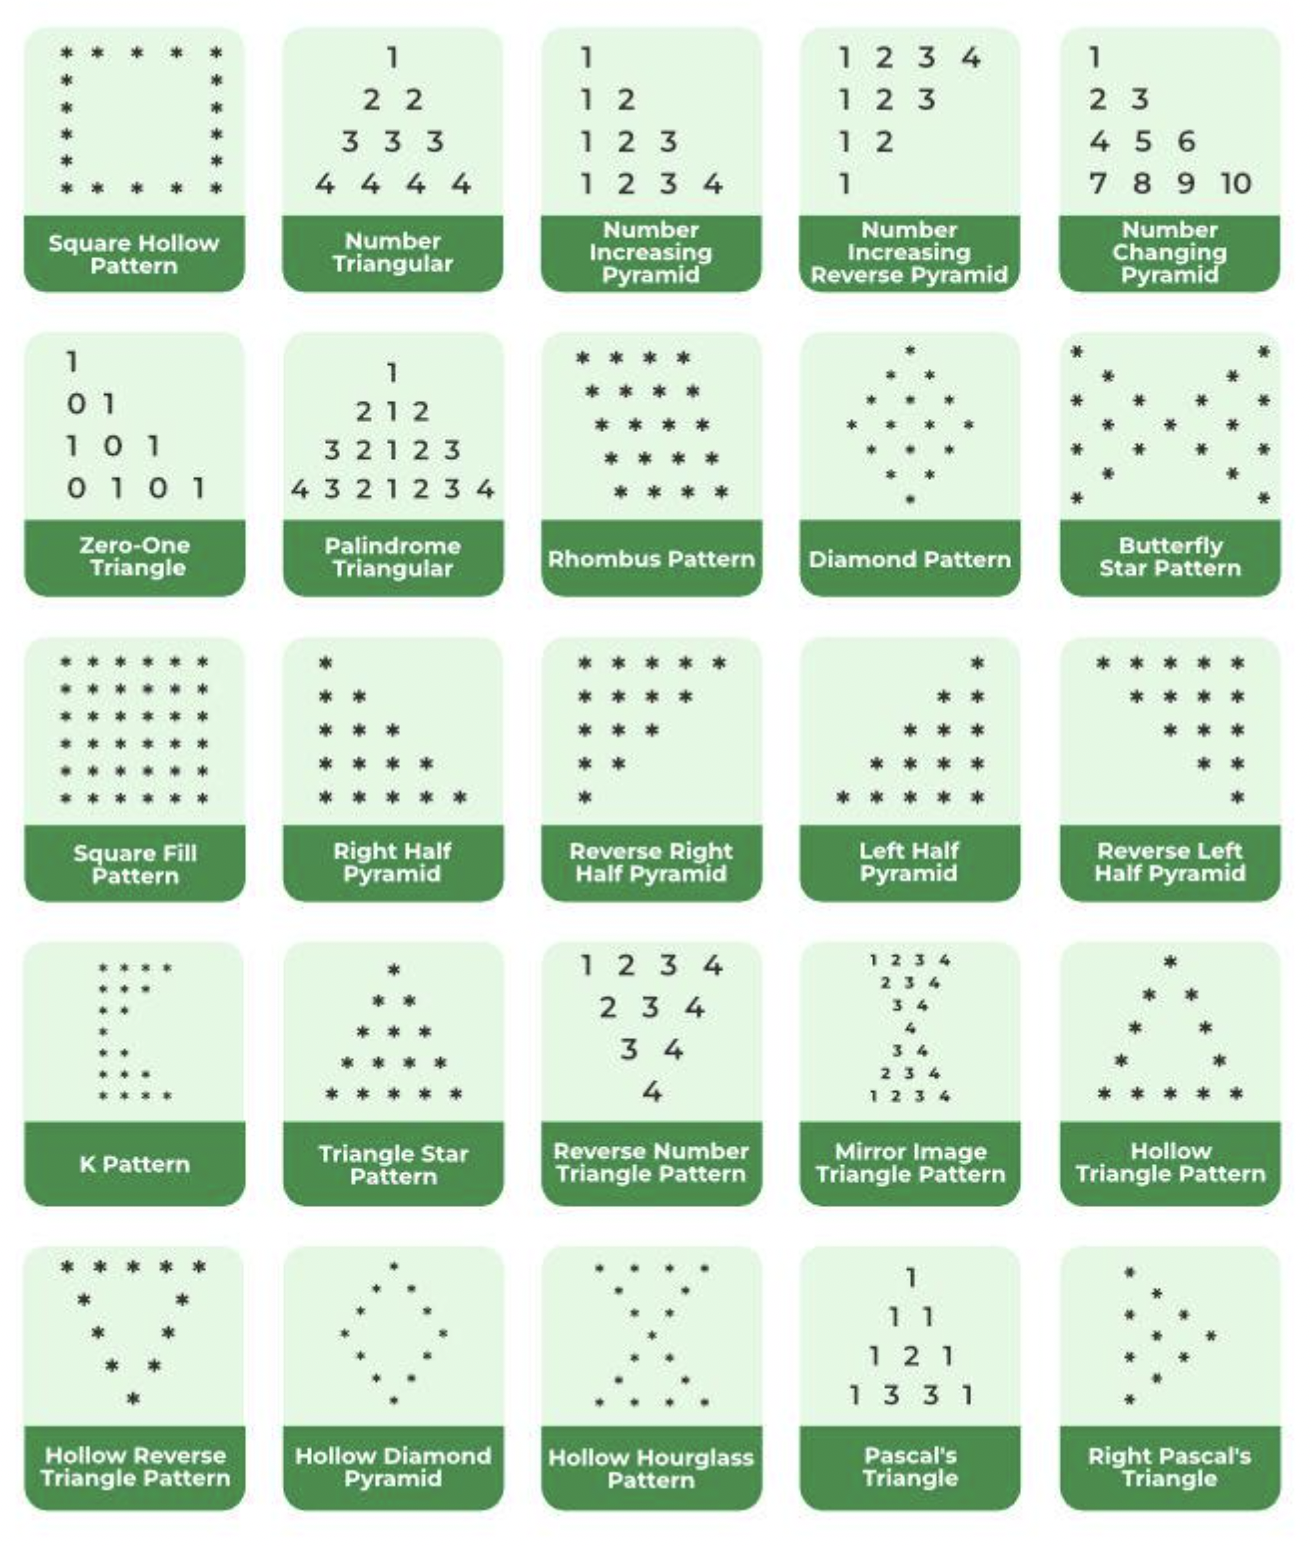 * * * * *
* *
* *
* *
* *
* * * * *
Square Hollow
Pattern
1
2 2
3 3 3
4 4 4 4
Number
Triangular
1
1 2
1 2 3
1 2 3 4
Number
Increasing
Pyramid
1 2 3 4
1 2 3
1 2
1
Number
Increasing
Reverse Pyramid
1
2 3
4 5 6
7 8 9 10
Number
Changing
Pyramid
1
0 1
1 0 1
0 1 0 1
Zero-One
Triangle
1
2 1 2
3 2 1 2 3
4 3 2 1 2 3 4
Palindrome
Triangular
* * * *
* * * *
* * * *
* * * *
* * * *
Rhombus Pattern
*
* *
* * *
* * * *
* * *
* *
*
Diamond Pattern
* *
* *
* * * *
* * *
* * * *
* *
* *
Butterfly
Star Pattern
* * * * * *
* * * * * *
* * * * * *
* * * * * *
* * * * * *
* * * * * *
Square Fill
Pattern
*
* *
* * *
* * * *
* * * * *
Right Half
Pyramid
* * * * *
* * * *
* * *
* *
*
Reverse Right
Half Pyramid
*
* *
* * *
* * * *
* * * * *
Left Half
Pyramid
* * * * *
* * * *
* * *
* *
*
Reverse Left
Half Pyramid
* * * *
* * *
* *
*
* *
* * *
* * * *
K Pattern
*
* *
* * *
* * * *
* * * * *
Triangle Star
Pattern
1 2 3 4
2 3 4
3 4
4
Reverse Number
Triangle Pattern
1 2 3 4
2 3 4
3 4
4
3 4
2 3 4
1 2 3 4
Mirror Image
Triangle Pattern
*
* *
* *
* *
* * * * *
Hollow
Triangle Pattern
* * * * *
* *
* *
* *
*
Hollow Reverse
Triangle Pattern
*
* *
* *
* *
* *
* *
*
Hollow Diamond
Pyramid
* * * *
* *
* *
*
* *
* *
* * * *
Hollow Hourglass
Pattern
1
1 1
1 2 1
1 3 3 1
Pascal's
Triangle
*
*
* *
* *
* *
*
*
Right Pascal's
Triangle